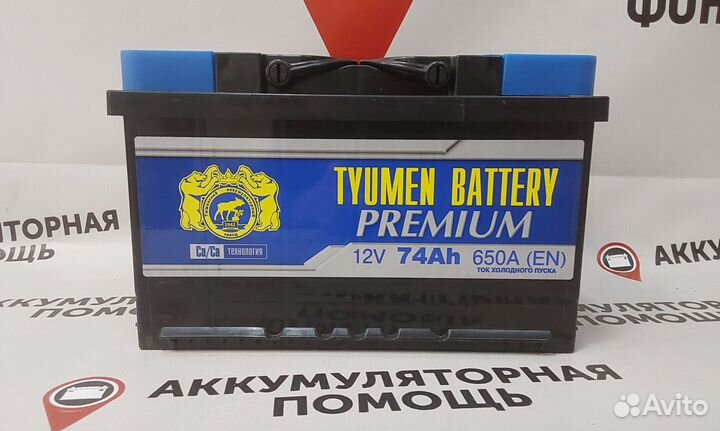 ФОН
TYUMEN BATTERY
PREMIUM
12V 74Ah 650A (EN)
ТОК ХОЛОДНОГО ПУСКА
1942
Ca/Ca ТЕХНОЛОГИЯ
АККУМУЛЯТОРНАЯ
ПОМОЩЬ
АККУМУЛЯТОРНАЯ
ПОМОЩЬ
АККУМУЛЯТОРНАЯ
ПОМОЩЬ
Avito